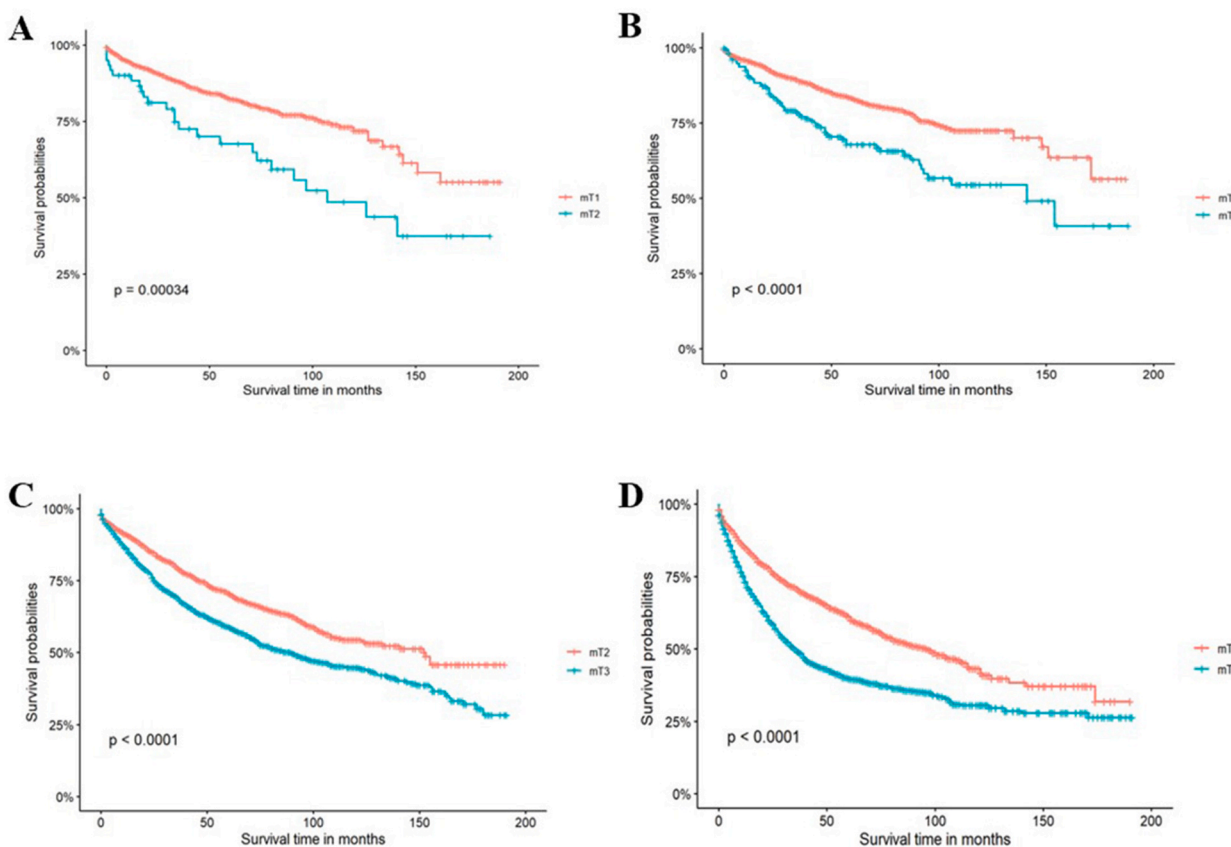 A
100%
75%
50%
25%
0%
Survival probabilities
p = 0.00034
0 50 100 150 200
Survival time in months
mT1
mT2
B
100%
75%
50%
25%
0%
Survival probabilities
p < 0.0001
0 50 100 150 200
Survival time in months
mT
mT
C
100%
75%
50%
25%
0%
Survival probabilities
p < 0.0001
0 50 100 150 200
Survival time in months
mT2
mT3
D
100%
75%
50%
25%
0%
Survival probabilities
p < 0.0001
0 50 100 150 200
Survival time in months
mT
mT